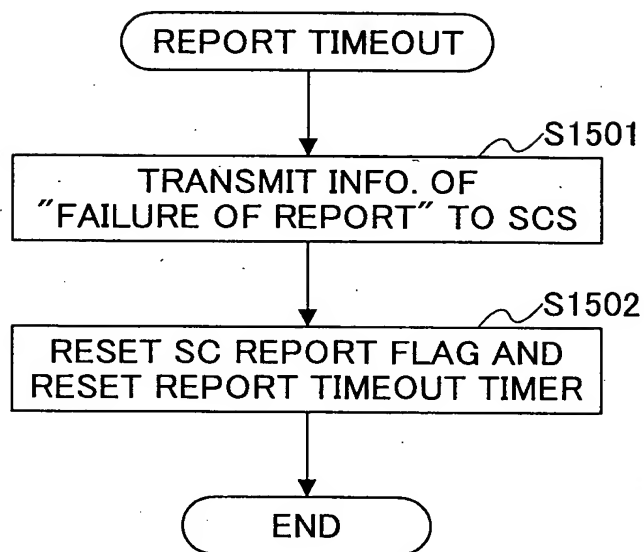 REPORT TIMEOUT
S1501
TRANSMIT INFO. OF
"FAILURE OF REPORT" TO SCS
S1502
RESET SC REPORT FLAG AND
RESET REPORT TIMEOUT TIMER
END